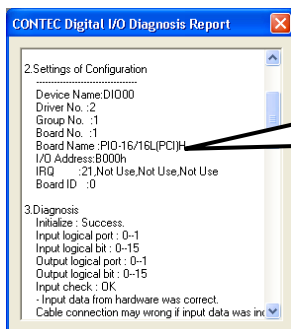 CONTEC Digital I/O Diagnosis Report
2.Settings of Configuration
-----------------------------
Device Name:DIO00
Driver No. :2
Group No. :1
Board No. :1
Board Name :PIO-16/16L(PCI)H
I/O Address:B000h
IRQ :21,Not Use,Not Use,Not Use
Board ID :0
3.Diagnosis
Initialize : Success.
Input logical port : 0--1
Input logical bit : 0--15
Output logical port : 0--1
Output logical bit : 0--15
Input check : OK
- Input data from hardware was correct.
Cable connection may wrong if input data was